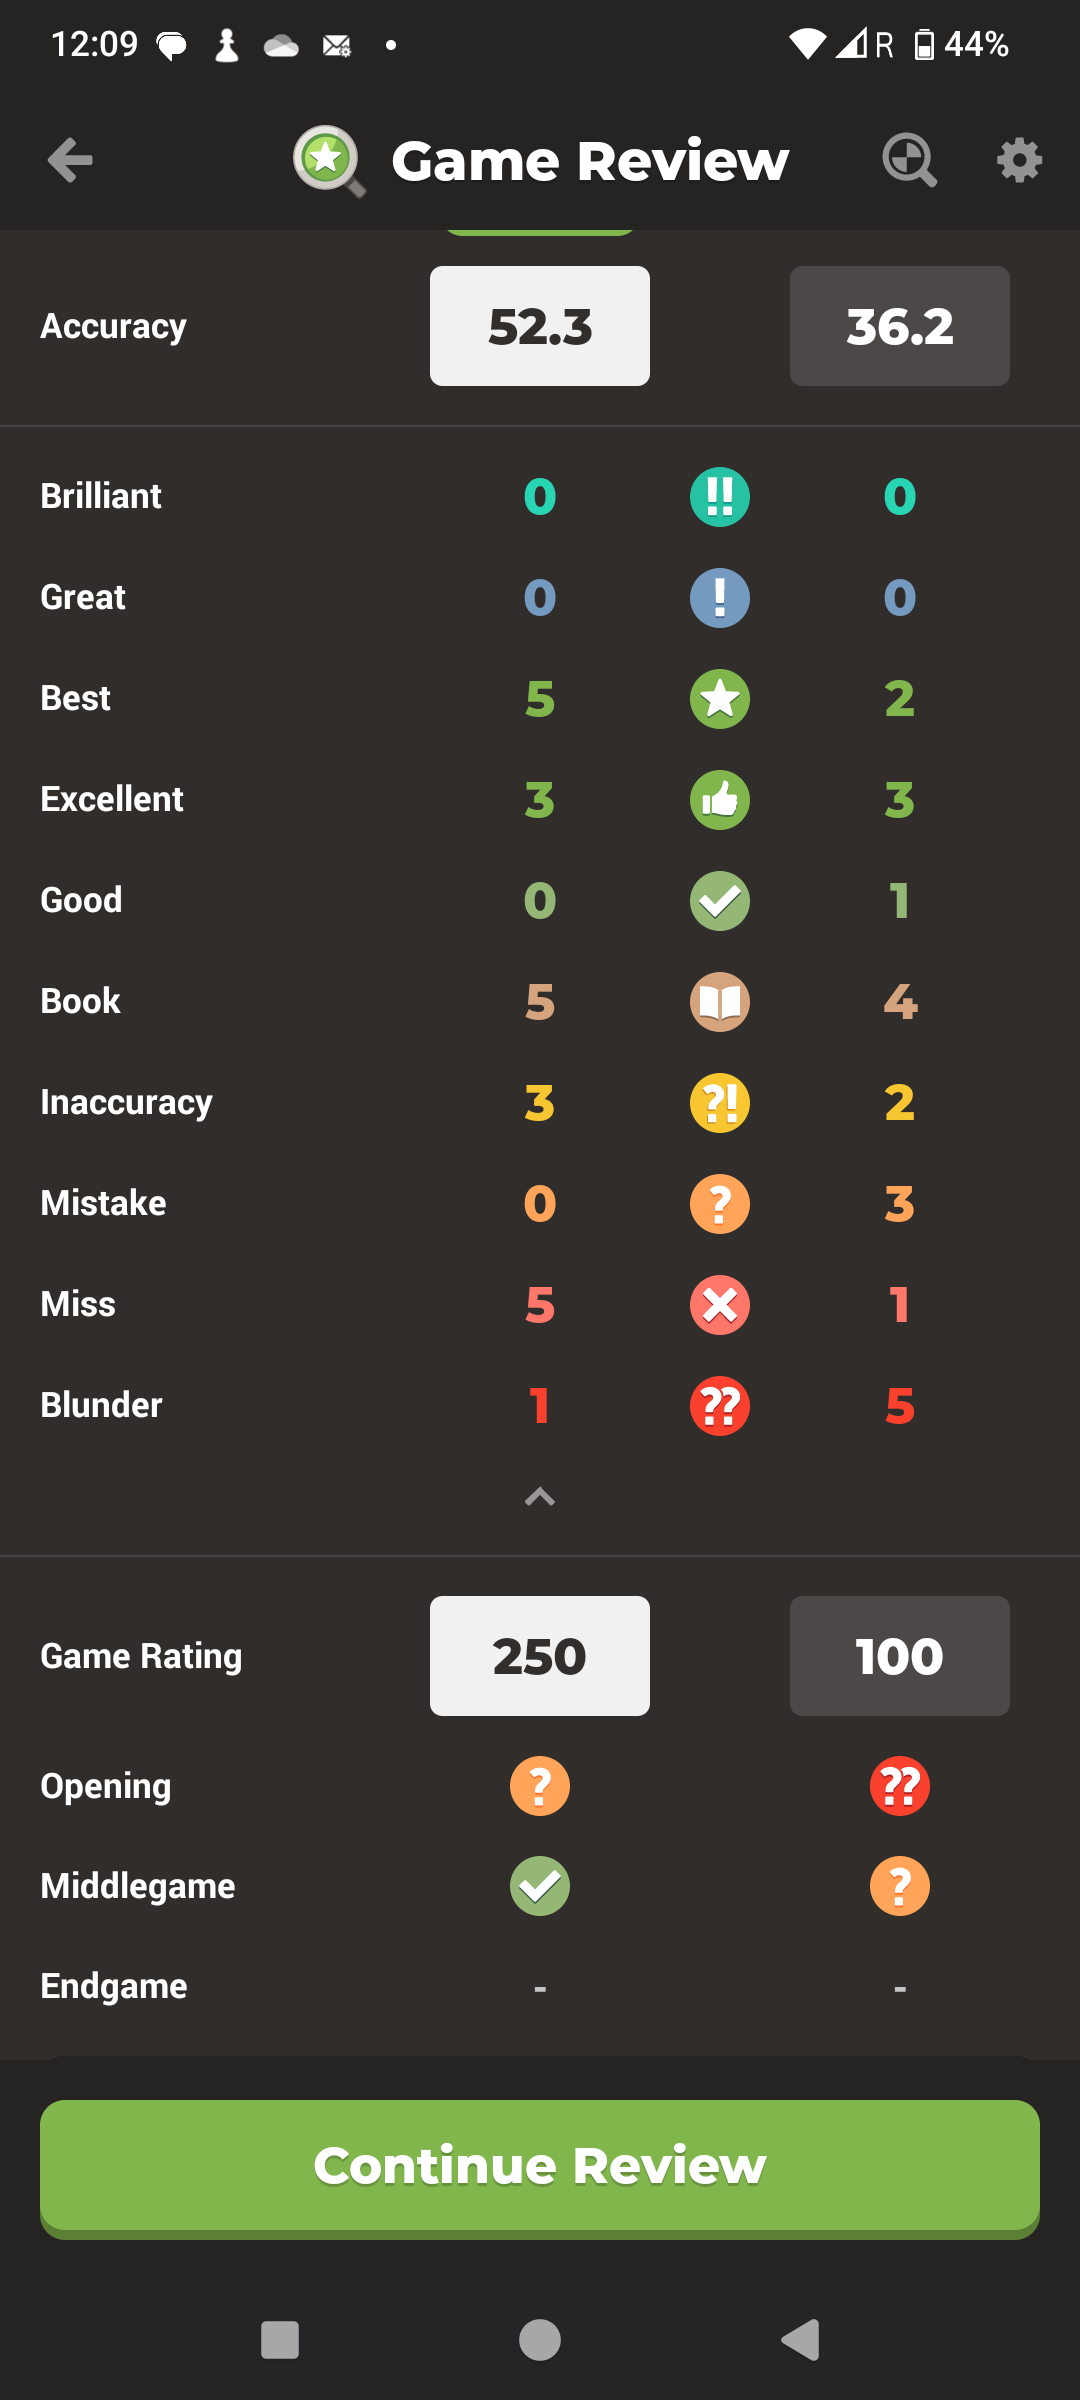 12:09 R 44%
Game Review
Accuracy 52.3 36.2
Brilliant 0 !! 0
Great 0 ! 0
Best 5 2
Excellent 3 3
Good 0 1
Book 5 4
Inaccuracy 3 ?! 2
Mistake 0 ? 3
Miss 5 1
Blunder 1 ?? 5
Game Rating 250 100
Opening ? ??
Middlegame ?
Endgame - -
Continue Review